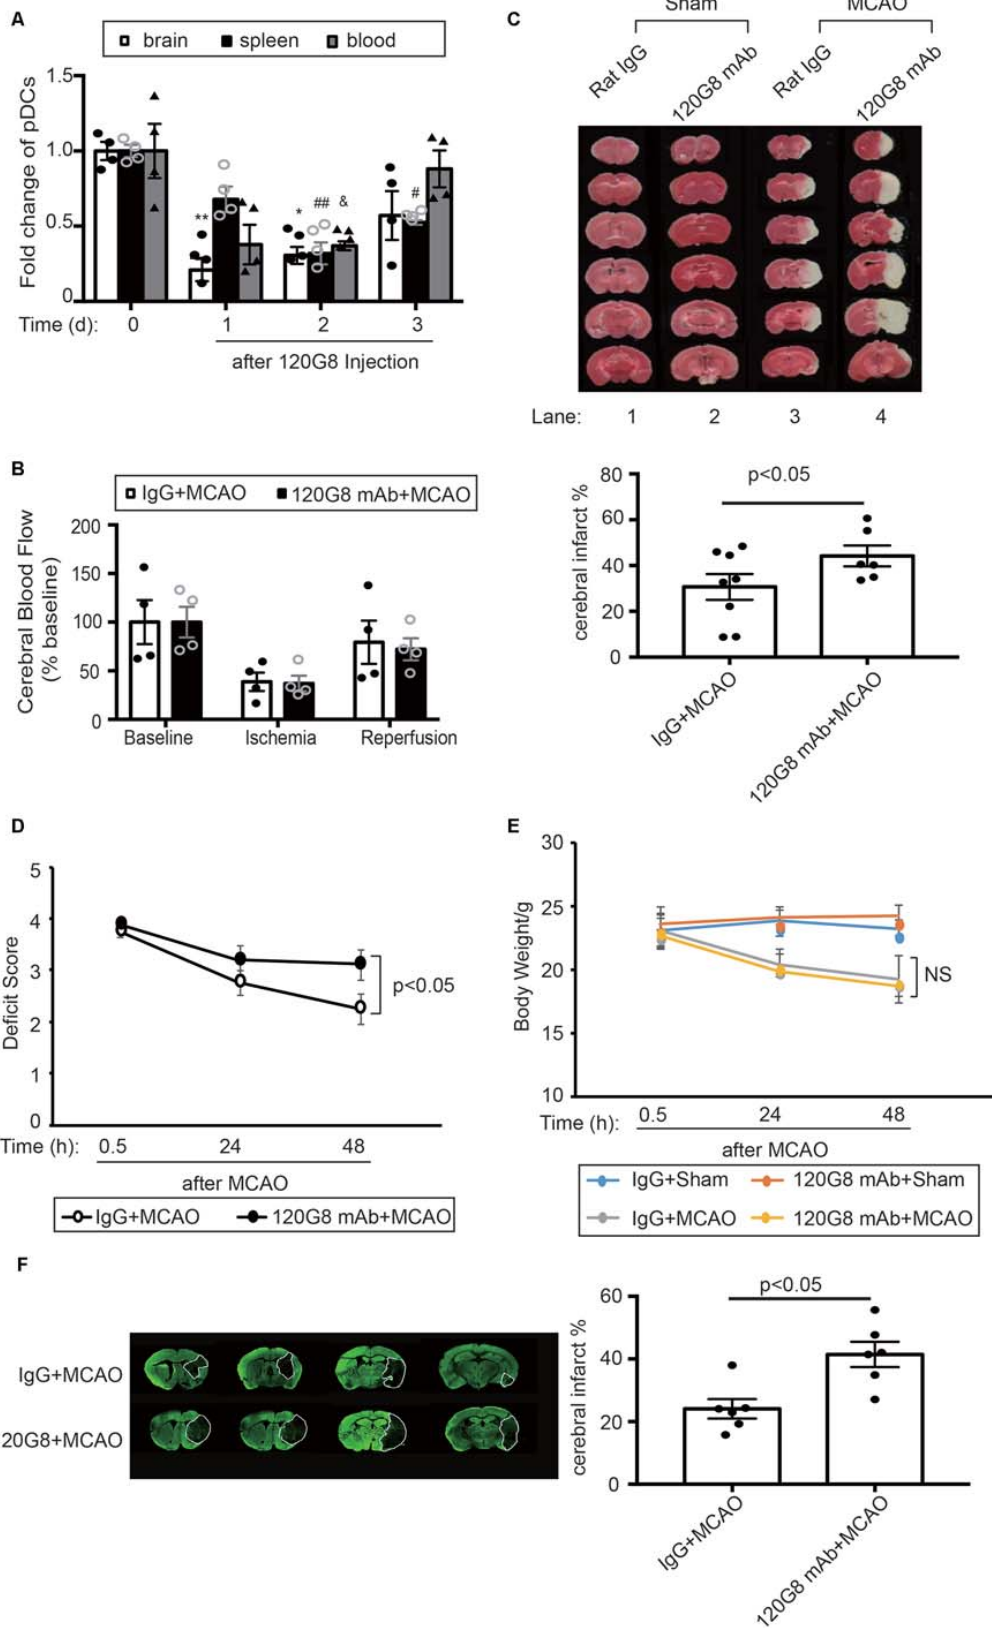 A
brain spleen blood
Fold change of pDCs
1.5
1.0
0.5
0
** * ## & #
Time (d): 0 1 2 3
after 120G8 Injection
B
IgG+MCAO 120G8 mAb+MCAO
Cerebral Blood Flow
(% baseline)
200
150
100
50
0
Baseline Ischemia Reperfusion
C
Sham MCAO
Rat IgG 120G8 mAb Rat IgG 120G8 mAb
Lane: 1 2 3 4
cerebral infarct %
80
60
40
20
0
p<0.05
IgG+MCAO
120G8 mAb+MCAO
D
Deficit Score
5
4
3
2
1
0
p<0.05
Time (h): 0.5 24 48
after MCAO
IgG+MCAO 120G8 mAb+MCAO
E
Body Weight/g
30
25
20
15
10
NS
Time (h): 0.5 24 48
after MCAO
IgG+Sham 120G8 mAb+Sham
IgG+MCAO 120G8 mAb+MCAO
F
IgG+MCAO
20G8+MCAO
cerebral infarct %
60
40
20
0
p<0.05
IgG+MCAO
120G8 mAb+MCAO